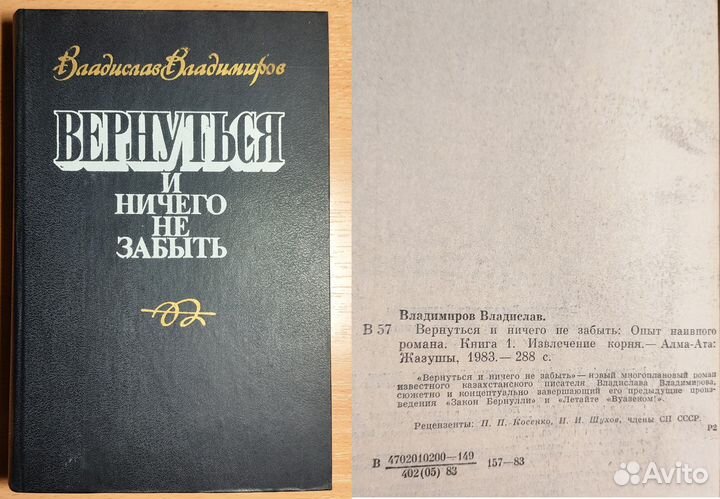 Владислав Владимиров
ВЕРНУТЬСЯ
И
НИЧЕГО
НЕ
ЗАБЫТЬ
Владимиров Владислав.
В 57 Вернуться и ничего не забыть: Опыт наивного
романа. Книга 1. Извлечение корня.— Алма-Ата:
Жазушы, 1983.— 288 с.
«Вернуться и ничего не забыть» — новый многоплановый роман
известного казахстанского писателя Владислава Владимирова,
сюжетно и концептуально завершающий его предыдущие произ-
ведения «Закон Бернулли» и «Летайте «Вуазеном!».
Рецензенты: П. П. Косенко, И. И. Шухов, члены СП СССР.
Р2
В 4702010200—149
402(05) 83
157—83
Avito